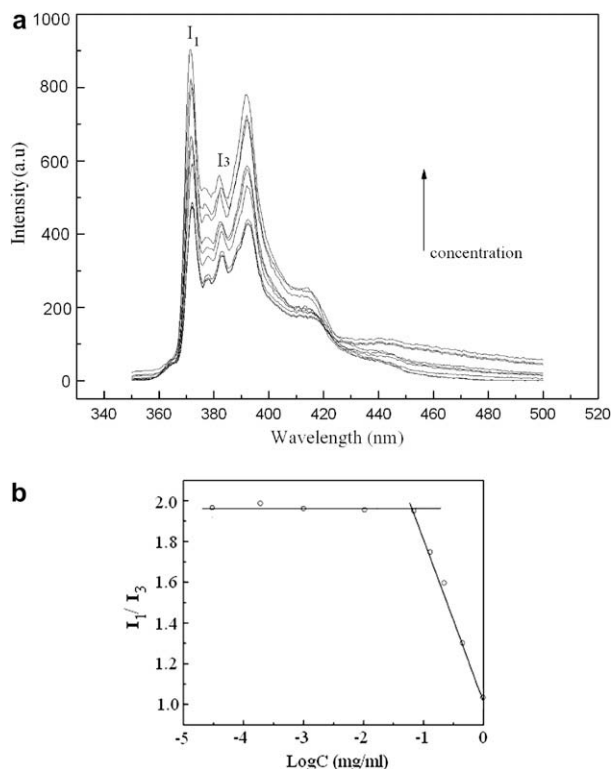 a
1000
800
600
400
200
0
Intensity (a.u)
I1
I3
concentration
340 360 380 400 420 440 460 480 500 520
Wavelength (nm)
b
2.0
1.8
1.6
1.4
1.2
1.0
I1/ I3
-5 -4 -3 -2 -1 0
LogC (mg/ml)